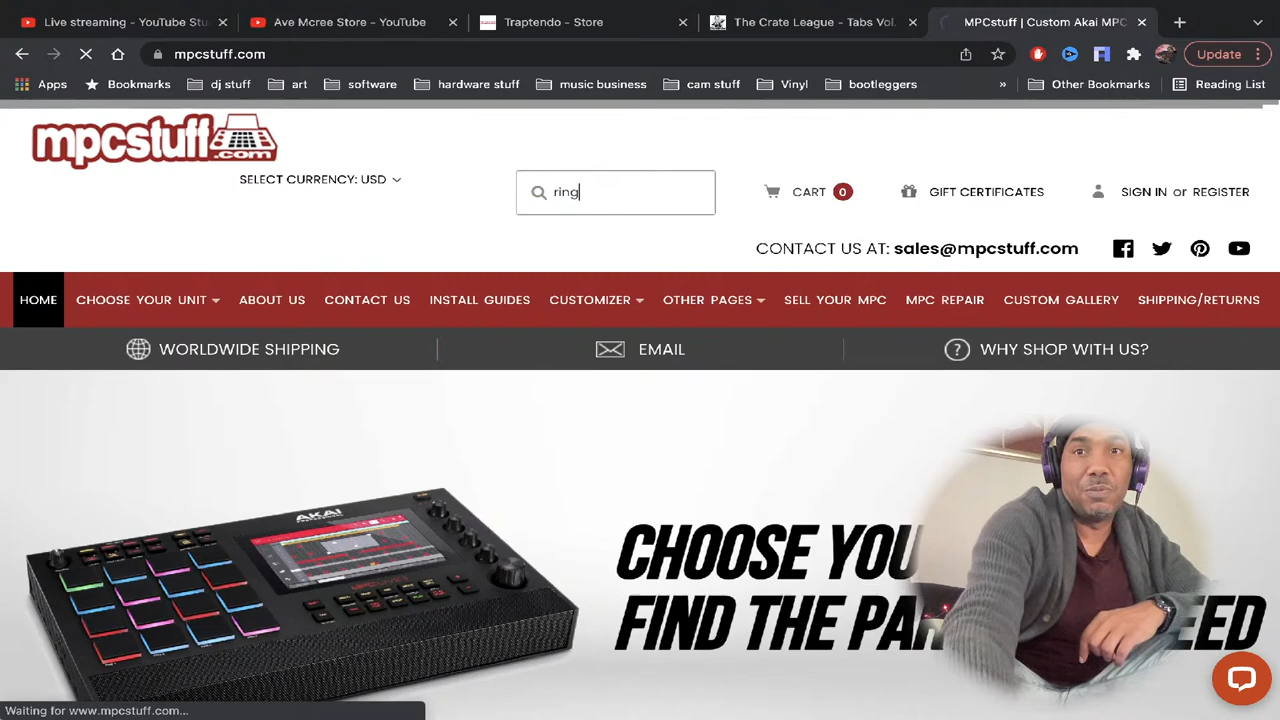 Live streaming - YouTube Stu
Ave Mcree Store - YouTube
Traptendo - Store
The Crate League - Tabs Vol.
MPCstuff | Custom Akai MPC
mpcstuff.com
Update
Apps
Bookmarks
dj stuff
art
software
hardware stuff
music business
cam stuff
Vinyl
bootleggers
»
Other Bookmarks
Reading List
mpcstuff.com
SELECT CURRENCY: USD
ring
CART 0
GIFT CERTIFICATES
SIGN IN or REGISTER
CONTACT US AT: sales@mpcstuff.com
HOME
CHOOSE YOUR UNIT
ABOUT US
CONTACT US
INSTALL GUIDES
CUSTOMIZER
OTHER PAGES
SELL YOUR MPC
MPC REPAIR
CUSTOM GALLERY
SHIPPING/RETURNS
WORLDWIDE SHIPPING
EMAIL
WHY SHOP WITH US?
AKAI
CHOOSE YOU
FIND THE PA
EED
Waiting for www.mpcstuff.com...